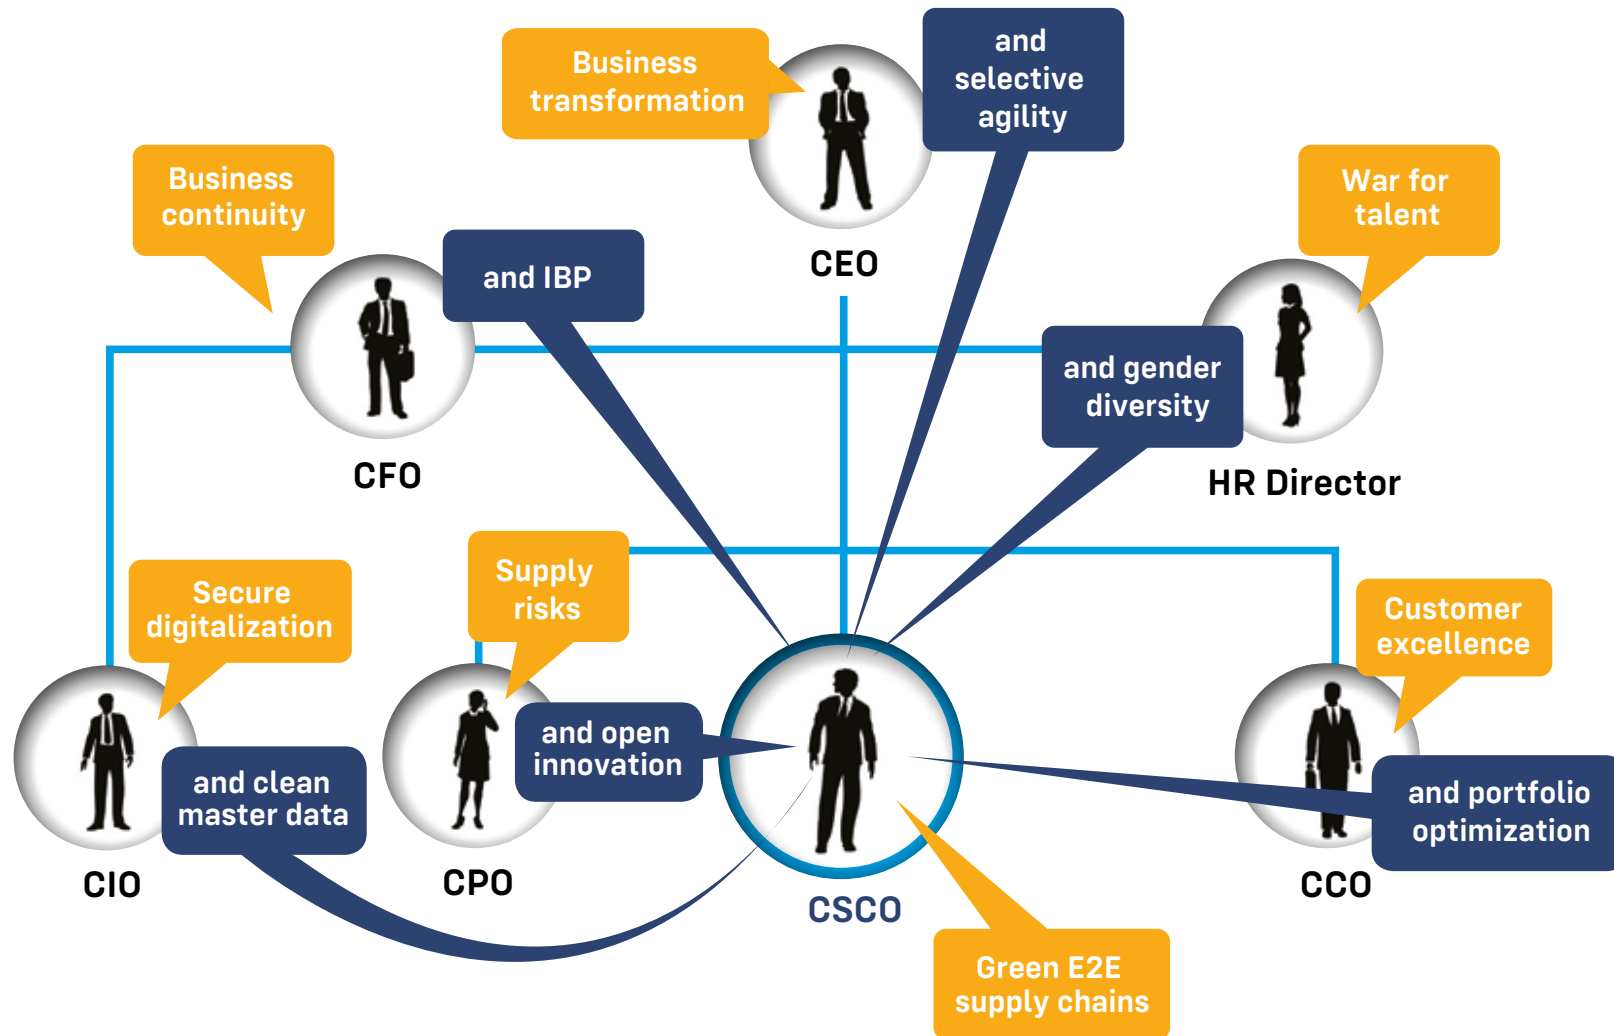 Business
transformation
and
selective
agility
CEO
Business
continuity
and IBP
CFO
War for
talent
and gender
diversity
HR Director
Secure
digitalization
and clean
master data
CIO
Supply
risks
and open
innovation
CPO
CSCO
Green E2E
supply chains
Customer
excellence
and portfolio
optimization
CCO